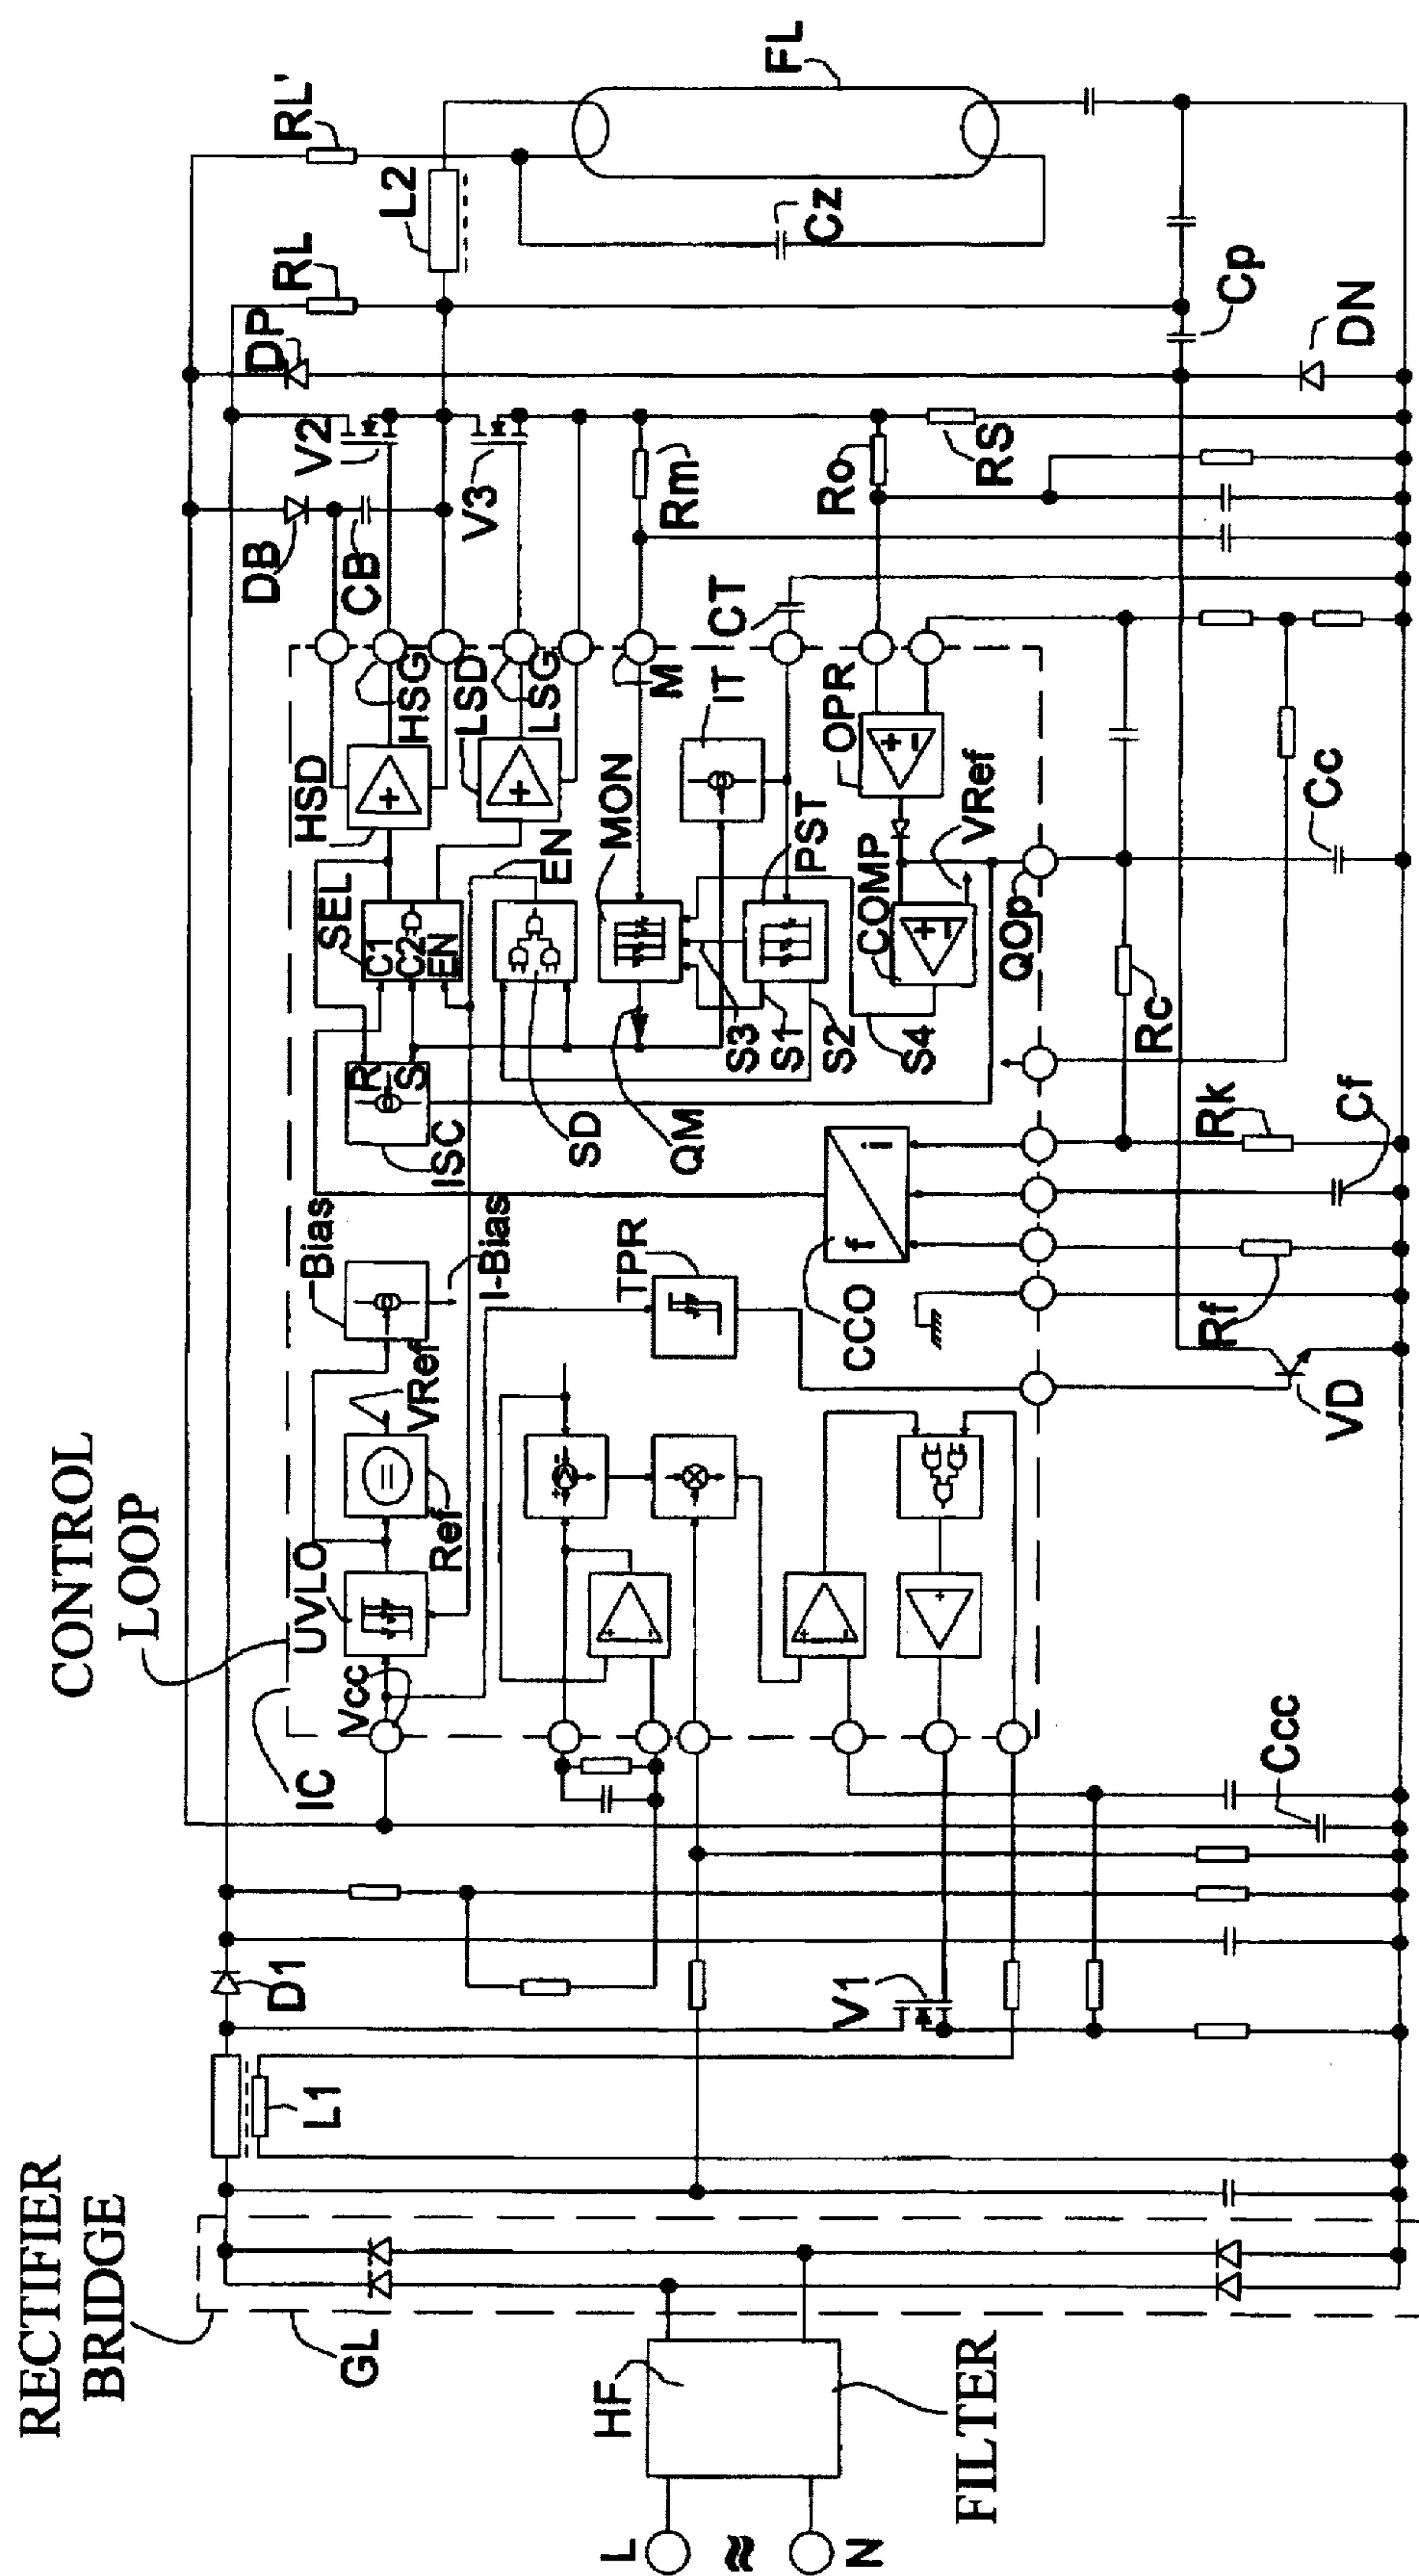 RECTIFIER
BRIDGE
GL
HF
FILTER
L
N
≈
L1
D1
V1
Ccc
CONTROL
LOOP
IC
Vcc
UVLO
Ref
VRef
-Bias
I-Bias
TPR
CCO
f
i
VD
Rf
Cf
Rk
Rc
Cc
ISC
R
S
SEL
C1
C2
EN
SD
EN
QM
MON
S3
S1
S2
S4
PST
COMP
VRef
QOp
OPR
IT
HSD
HSG
LSD
LSG
M
CT
DB
CB
V2
V3
Rm
Ro
RS
DP
DN
Cp
RL
L2
RL'
Cz
FL